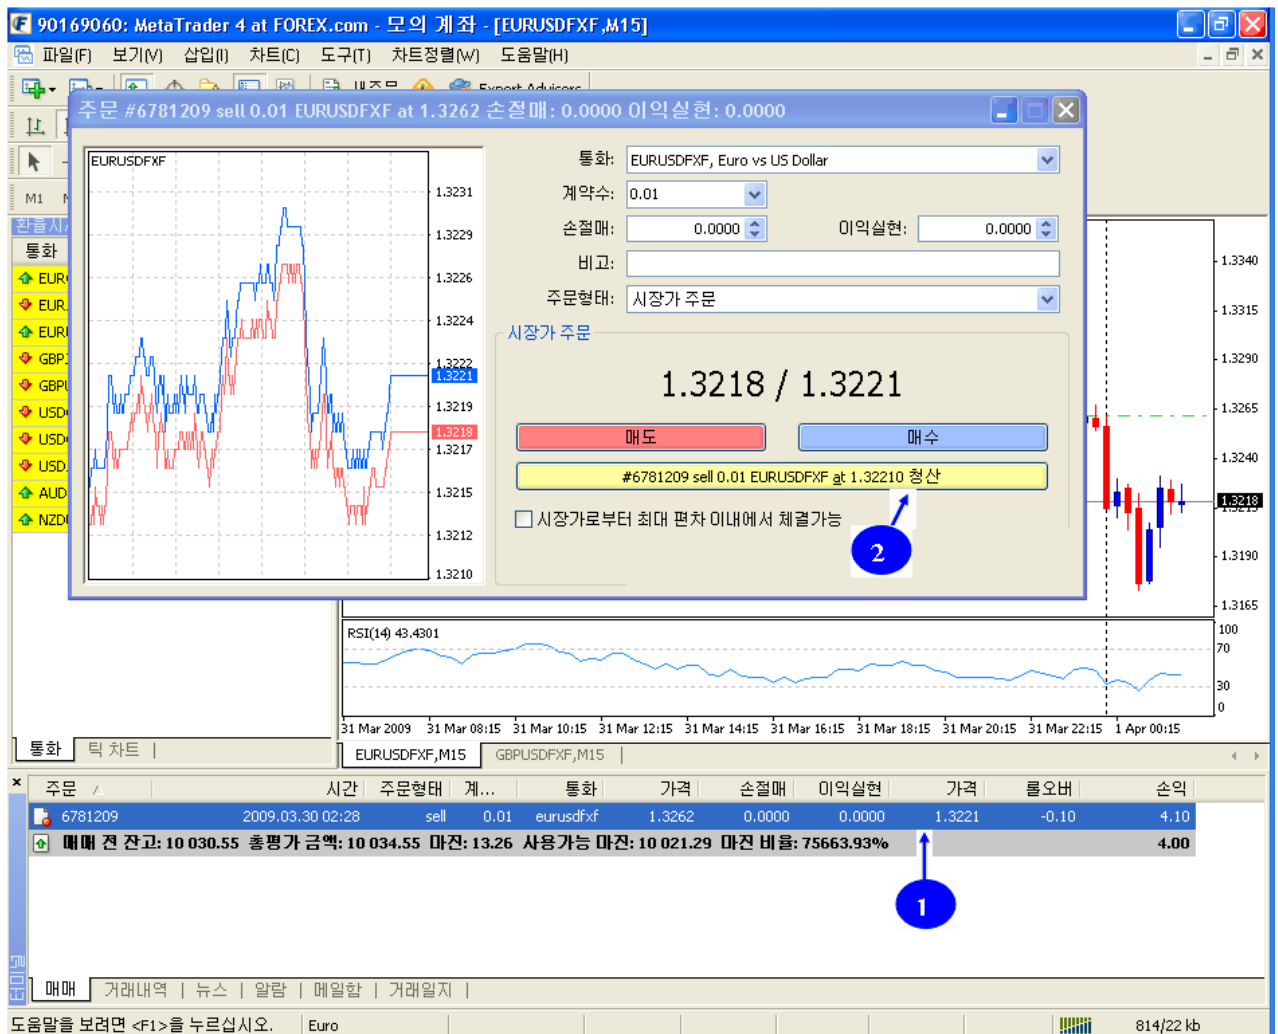 90169060: MetaTrader 4 at FOREX.com - 모의 계좌 - [EURUSDFXF,M15]
파일(F) 보기(V) 삽입(I) 차트(C) 도구(T) 차트정렬(W) 도움말(H)
주문 #6781209 sell 0.01 EURUSDFXF at 1.3262 손절매: 0.0000 이익실현: 0.0000
EURUSDFXF
1.3231
1.3229
1.3226
1.3224
1.3222
1.3221
1.3219
1.3218
1.3217
1.3215
1.3212
1.3210
통화: EURUSDFXF, Euro vs US Dollar
계약수: 0.01
손절매: 0.0000 이익실현: 0.0000
비고:
주문형태: 시장가 주문
시장가 주문
1.3218 / 1.3221
매도 매수
#6781209 sell 0.01 EURUSDFXF at 1.32210 청산
시장가로부터 최대 편차 이내에서 체결가능
2
M1
통화
EUR
EUR
EUR
GBP
GBP
USD
USD
USD
AUD
NZD
1.3340
1.3315
1.3290
1.3265
1.3240
1.3218
1.3190
1.3165
RSI(14) 43.4301
100
70
30
0
31 Mar 2009 31 Mar 08:15 31 Mar 10:15 31 Mar 12:15 31 Mar 14:15 31 Mar 16:15 31 Mar 18:15 31 Mar 20:15 31 Mar 22:15 1 Apr 00:15
통화 틱 차트
EURUSDFXF,M15 GBPUSDFXF,M15
주문 시간 주문형태 계... 통화 가격 손절매 이익실현 가격 롤오버 손익
6781209 2009.03.30 02:28 sell 0.01 eurusdfxf 1.3262 0.0000 0.0000 1.3221 -0.10 4.10
매매 전 잔고: 10 030.55 총평가 금액: 10 034.55 마진: 13.26 사용가능 마진: 10 021.29 마진 비율: 75663.93% 4.00
1
터미널
매매 거래내역 뉴스 알람 메일함 거래일지
도움말을 보려면 <F1>을 누르십시오. Euro 814/22 kb